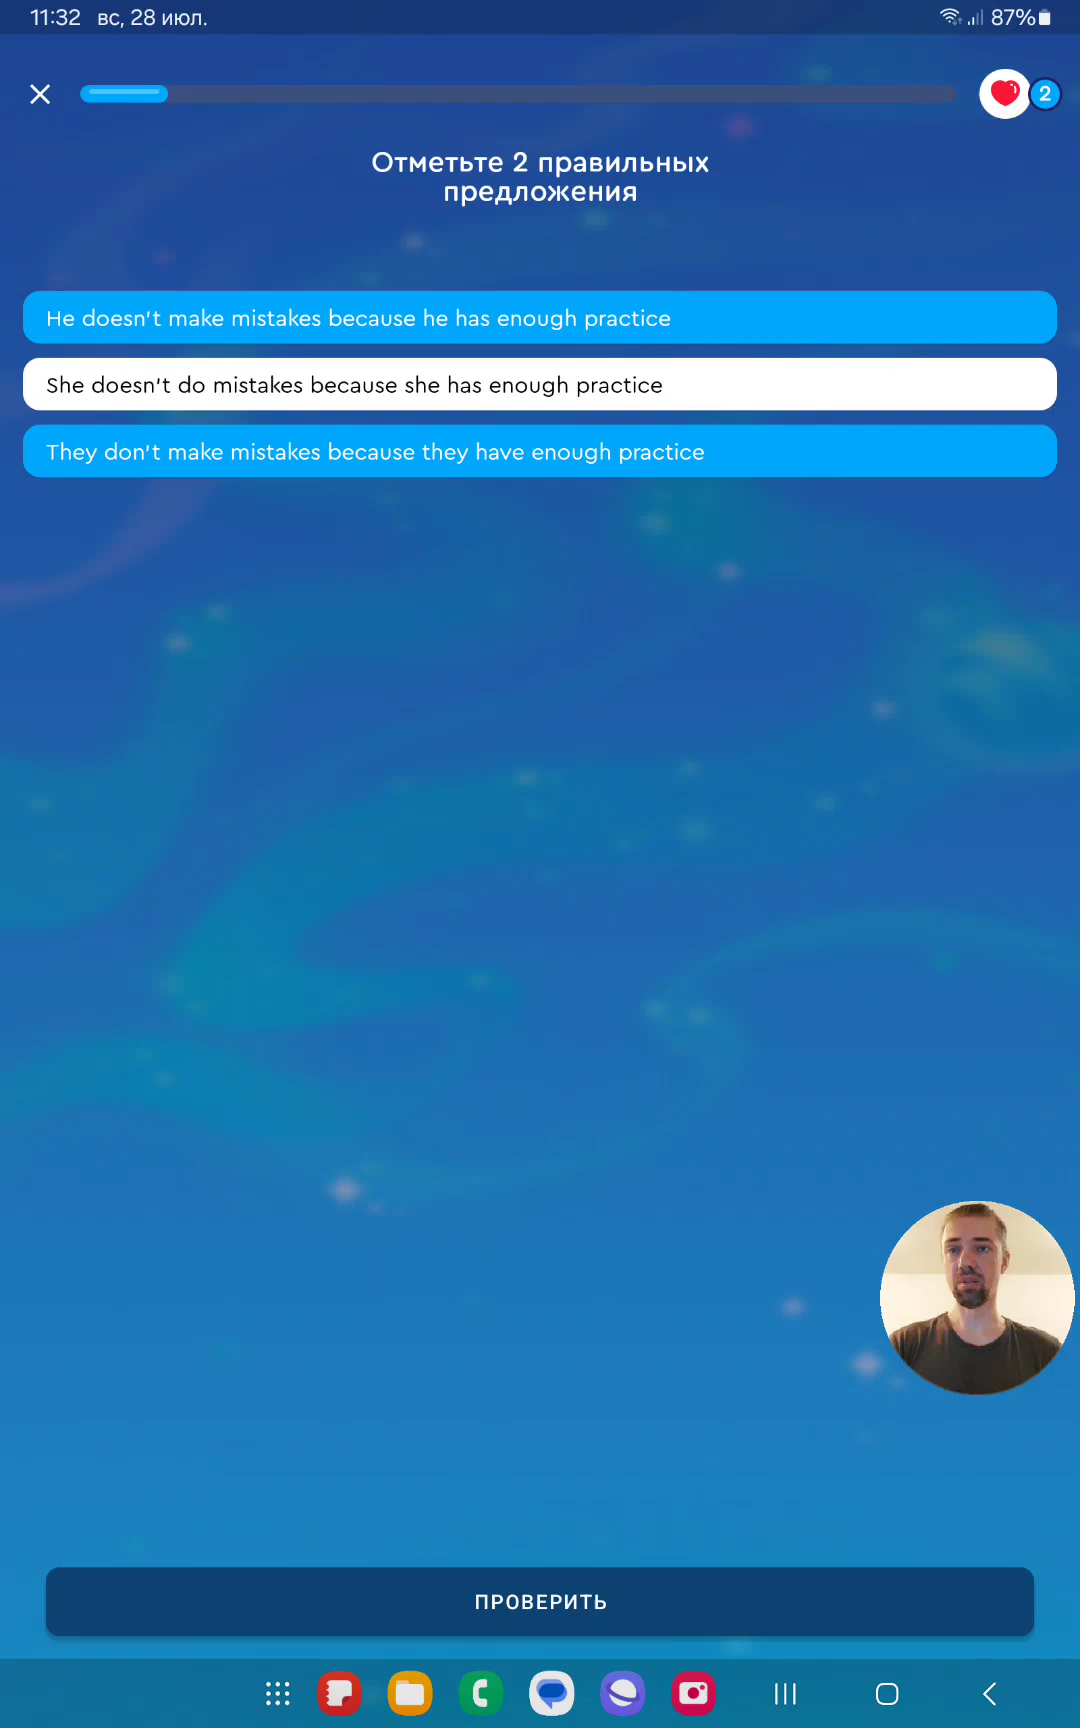 11:32 вс, 28 июл. 87%
2
Отметьте 2 правильных
предложения
He doesn't make mistakes because he has enough practice
She doesn't do mistakes because she has enough practice
They don't make mistakes because they have enough practice
ПРОВЕРИТЬ